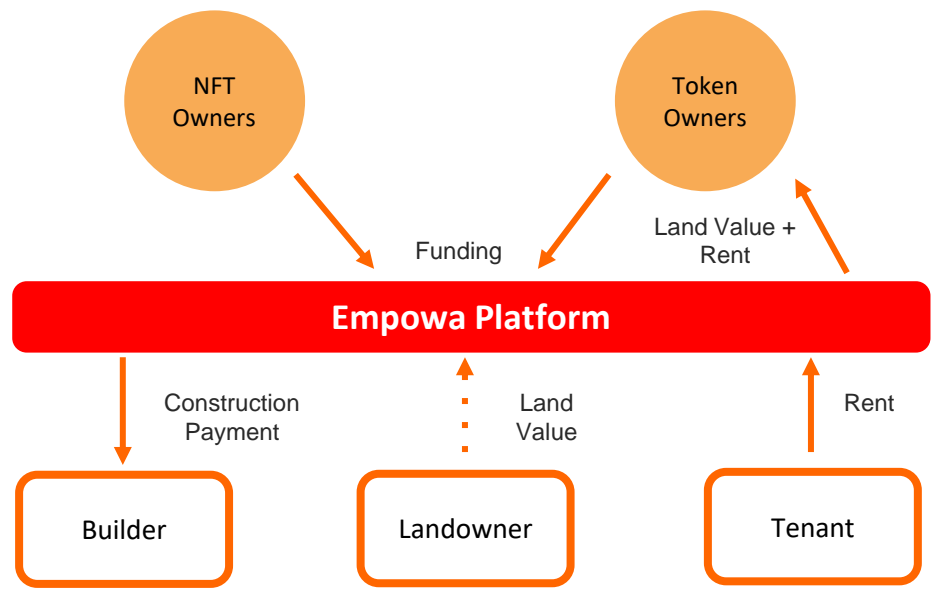 NFT
Owners
Token
Owners
Funding
Land Value +
Rent
Empowa Platform
Construction
Payment
Land
Value
Rent
Builder
Landowner
Tenant